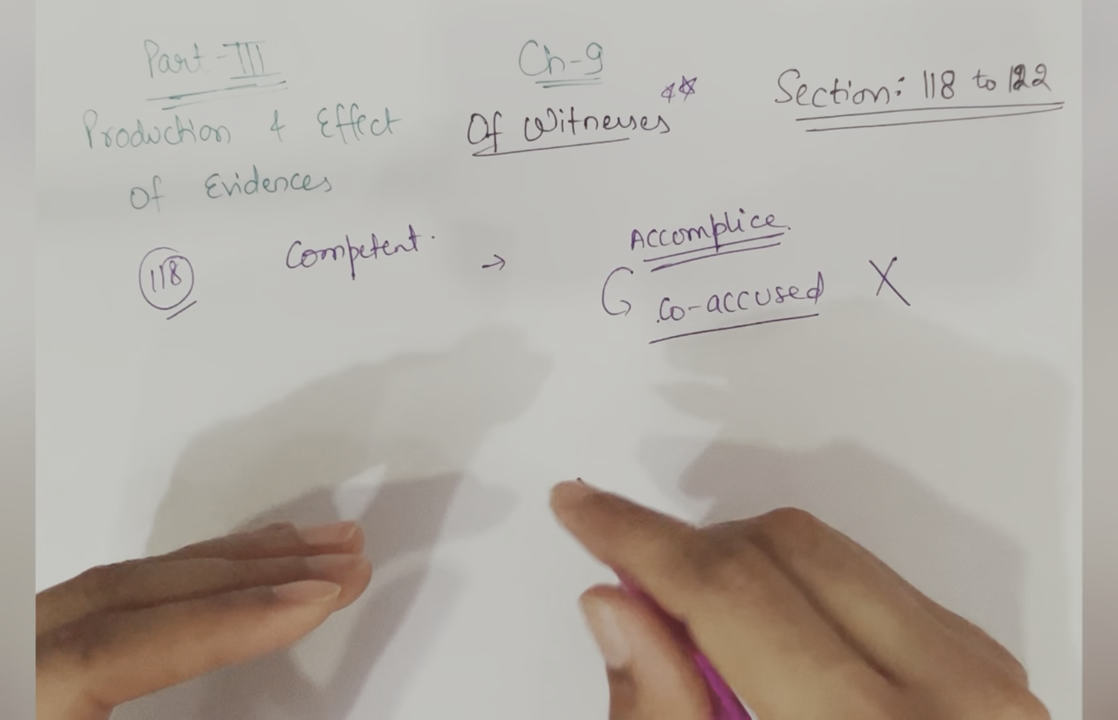 Part-III
Production & Effect
Of Evidences
Ch-9
Of Witnesses
Section: 118 to 122
118 Competent. → Accomplice.
Co-accused X